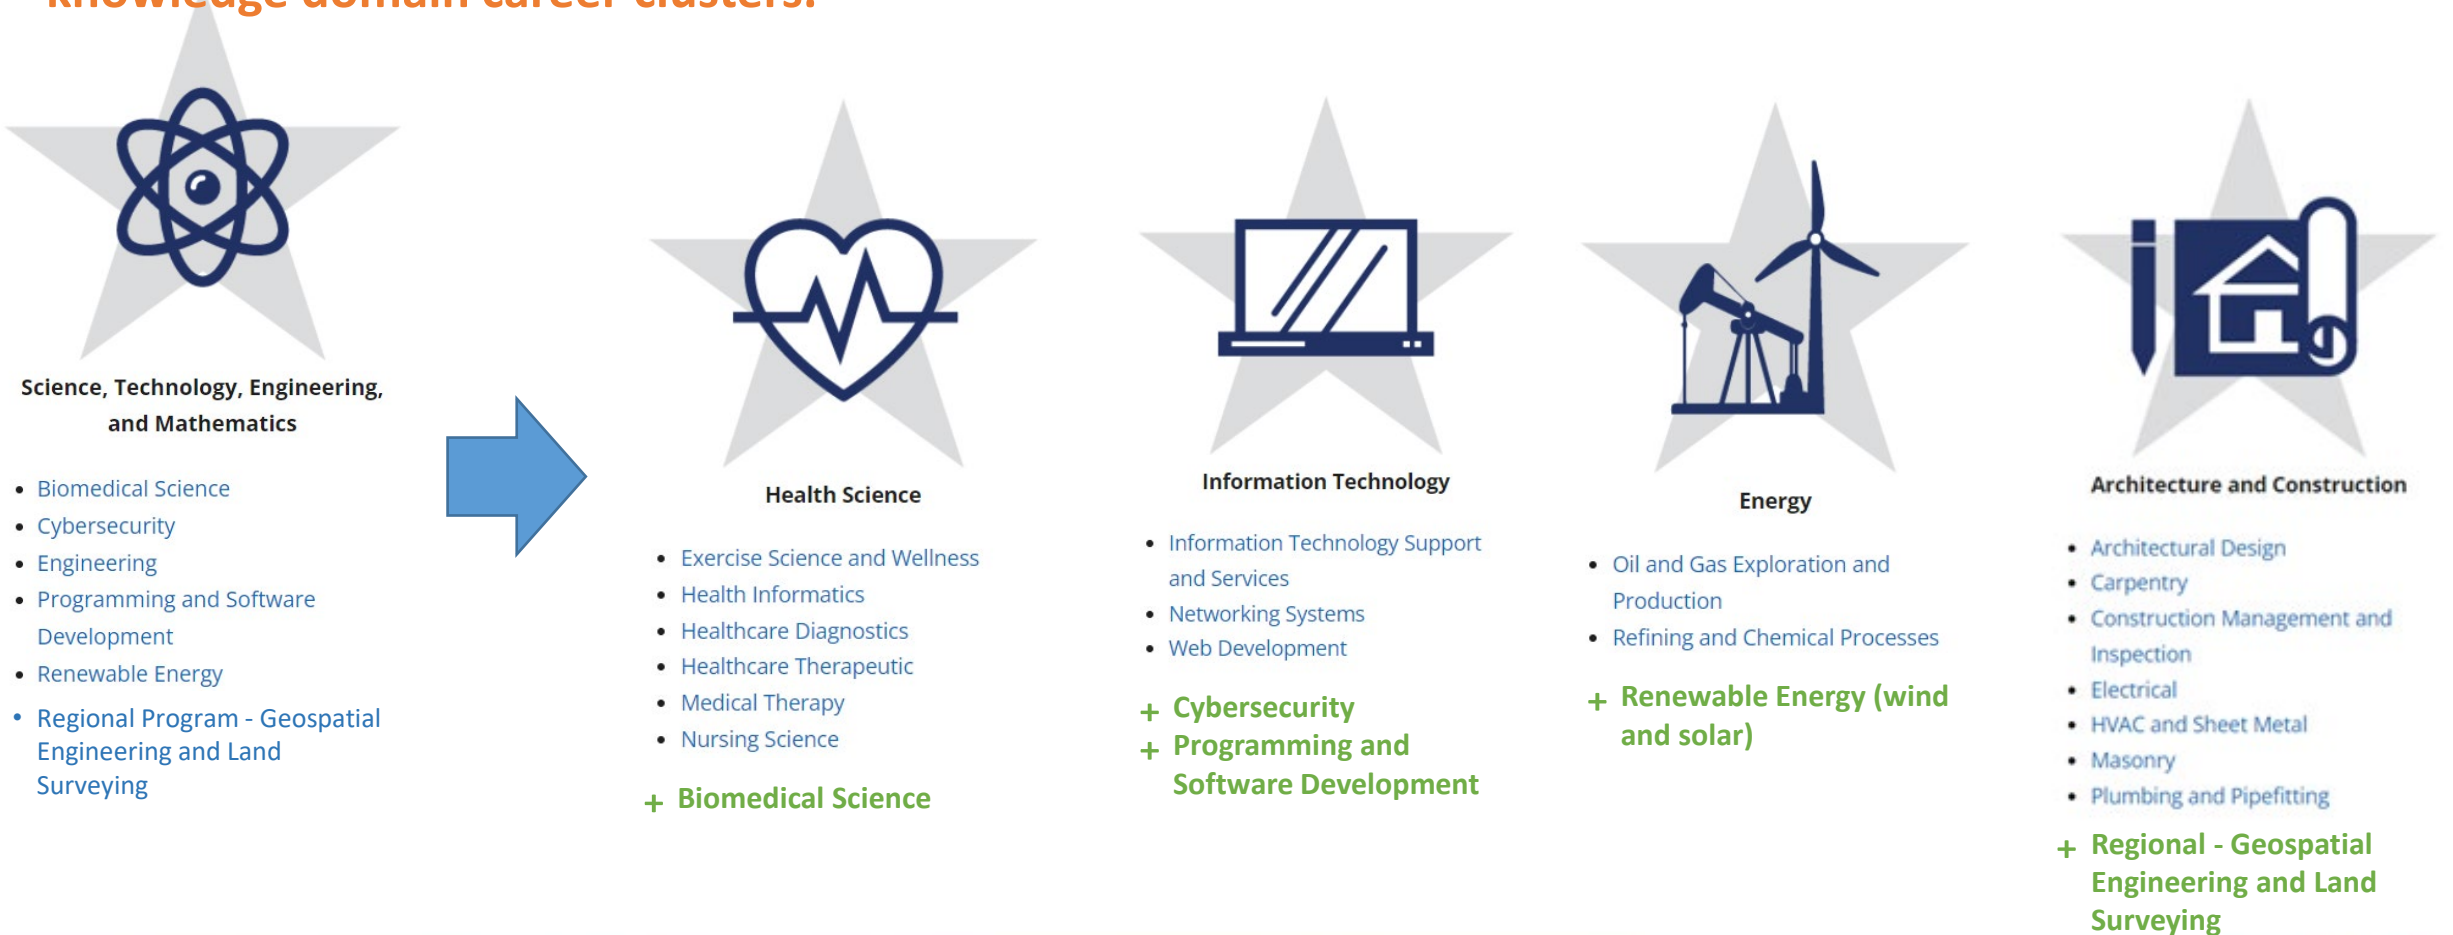 knowledge domain career clusters.
Science, Technology, Engineering,
and Mathematics
• Biomedical Science
• Cybersecurity
• Engineering
• Programming and Software
Development
• Renewable Energy
• Regional Program - Geospatial
Engineering and Land
Surveying
Health Science
• Exercise Science and Wellness
• Health Informatics
• Healthcare Diagnostics
• Healthcare Therapeutic
• Medical Therapy
• Nursing Science
+ Biomedical Science
Information Technology
• Information Technology Support
and Services
• Networking Systems
• Web Development
+ Cybersecurity
+ Programming and
Software Development
Energy
• Oil and Gas Exploration and
Production
• Refining and Chemical Processes
+ Renewable Energy (wind
and solar)
Architecture and Construction
• Architectural Design
• Carpentry
• Construction Management and
Inspection
• Electrical
• HVAC and Sheet Metal
• Masonry
• Plumbing and Pipefitting
+ Regional - Geospatial
Engineering and Land
Surveying